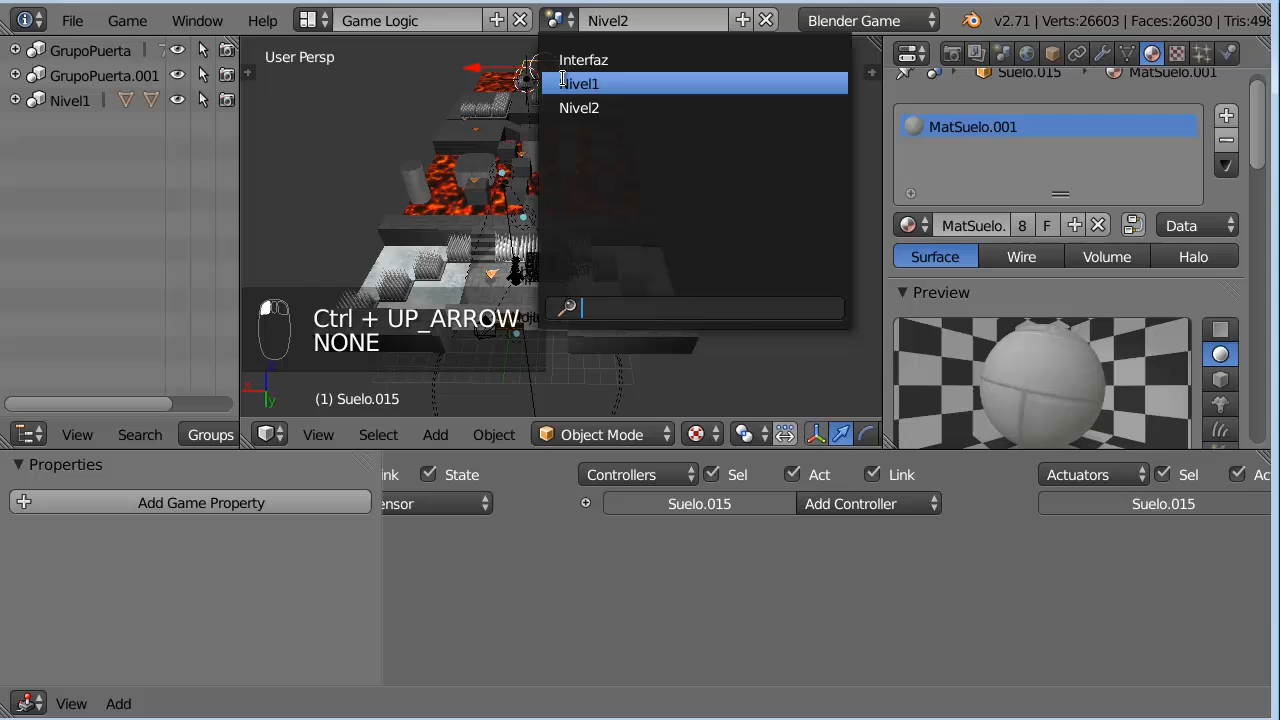 File Game Window Help Game Logic Nivel2 Blender Game v2.71 | Verts:26603 | Faces:26030 | Tris:498
GrupoPuerta
GrupoPuerta.001
Nivel1
User Persp
Interfaz
Nivel1
Nivel2
Suelo.015 MatSuelo.001
MatSuelo.001
MatSuelo. 8 F Data
Surface Wire Volume Halo
Preview
Ctrl + UP_ARROW
NONE
x
y
(1) Suelo.015
View Search Groups
View Select Add Object Object Mode
Properties
Add Game Property
ink State Controllers Sel Act Link Actuators Sel Ac
ensor Suelo.015 Add Controller Suelo.015
View Add